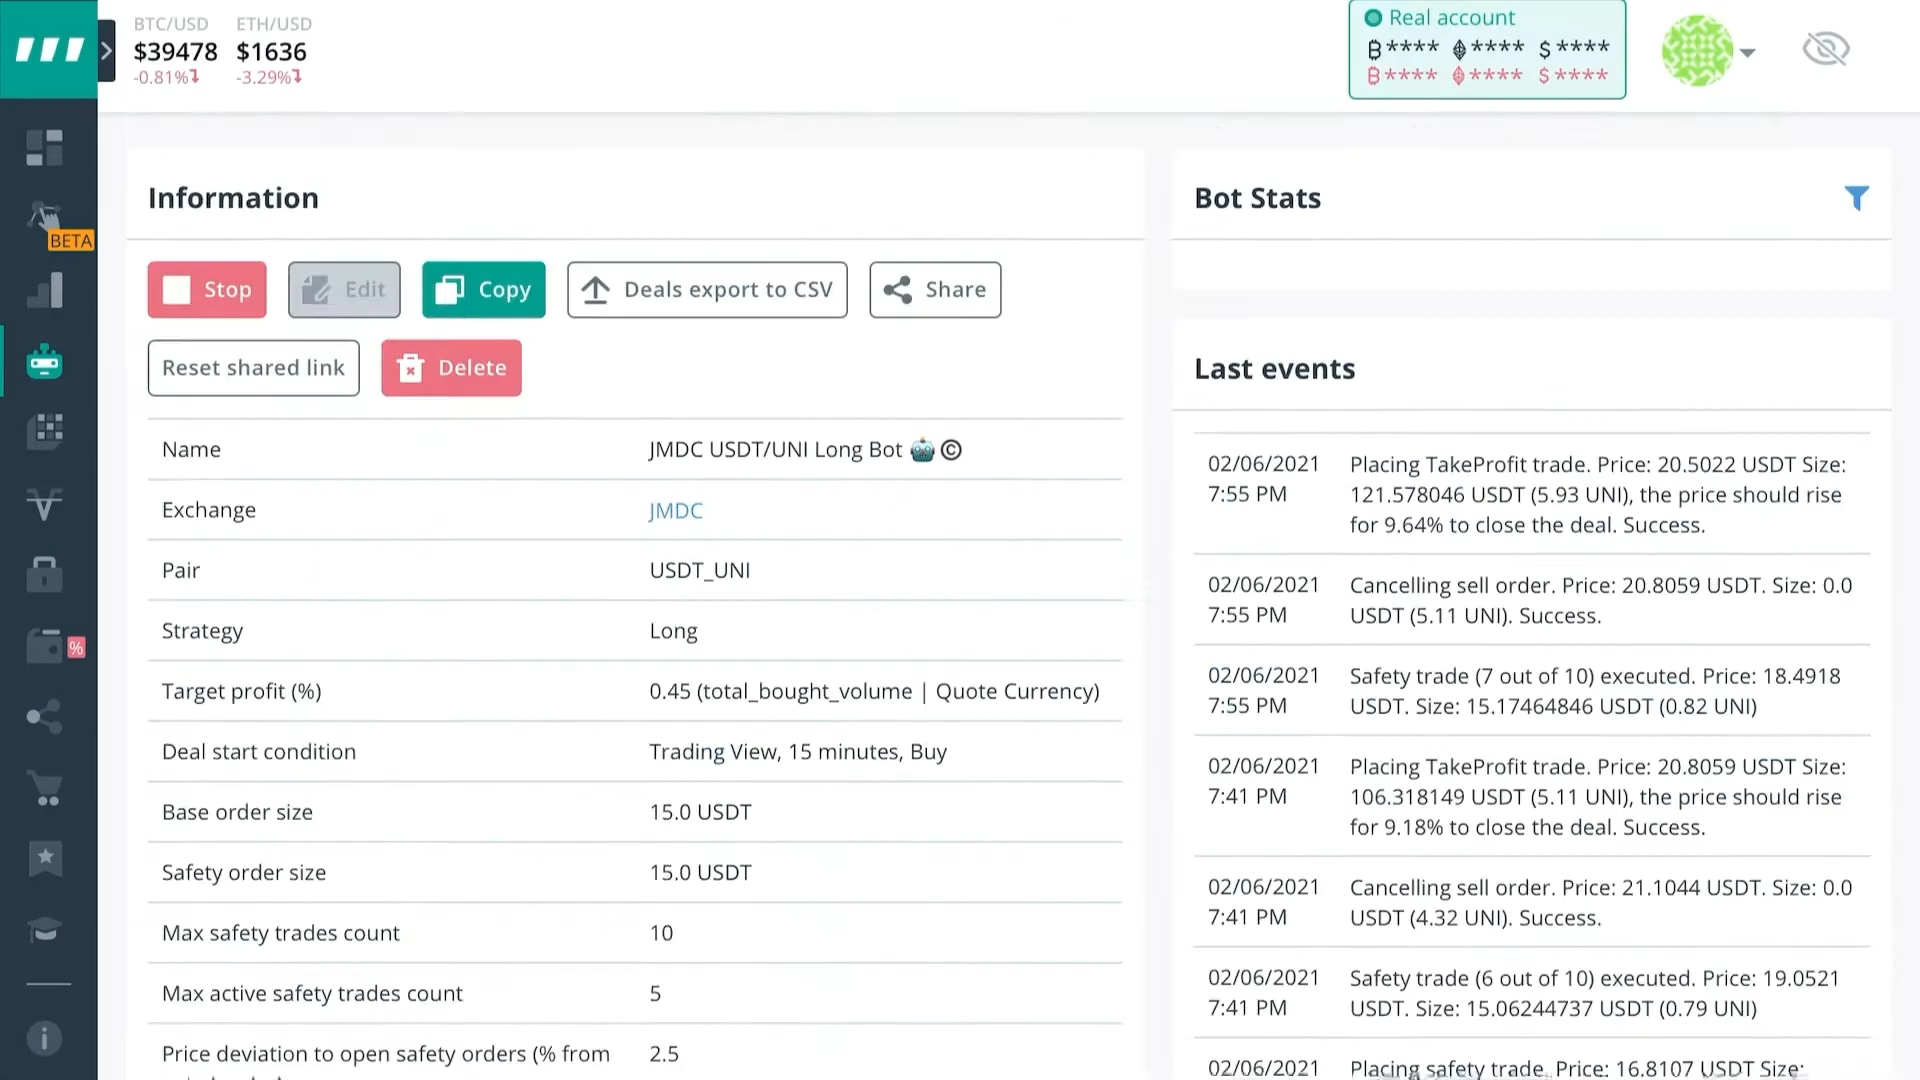 BTC/USD ETH/USD
$39478 $1636
-0.81% -3.29%
Real account
**** **** $ ****
**** **** $ ****
BETA
%
Information
Stop Edit Copy Deals export to CSV Share
Reset shared link Delete
Name JMDC USDT/UNI Long Bot 🤖 ©
Exchange JMDC
Pair USDT_UNI
Strategy Long
Target profit (%) 0.45 (total_bought_volume | Quote Currency)
Deal start condition Trading View, 15 minutes, Buy
Base order size 15.0 USDT
Safety order size 15.0 USDT
Max safety trades count 10
Max active safety trades count 5
Price deviation to open safety orders (% from 2.5
Bot Stats
Last events
02/06/2021 Placing TakeProfit trade. Price: 20.5022 USDT Size:
7:55 PM 121.578046 USDT (5.93 UNI), the price should rise
for 9.64% to close the deal. Success.
02/06/2021 Cancelling sell order. Price: 20.8059 USDT. Size: 0.0
7:55 PM USDT (5.11 UNI). Success.
02/06/2021 Safety trade (7 out of 10) executed. Price: 18.4918
7:55 PM USDT. Size: 15.17464846 USDT (0.82 UNI)
02/06/2021 Placing TakeProfit trade. Price: 20.8059 USDT Size:
7:41 PM 106.318149 USDT (5.11 UNI), the price should rise
for 9.18% to close the deal. Success.
02/06/2021 Cancelling sell order. Price: 21.1044 USDT. Size: 0.0
7:41 PM USDT (4.32 UNI). Success.
02/06/2021 Safety trade (6 out of 10) executed. Price: 19.0521
7:41 PM USDT. Size: 15.06244737 USDT (0.79 UNI)
02/06/2021 Placing safety trade. Price: 16.8107 USDT Size: